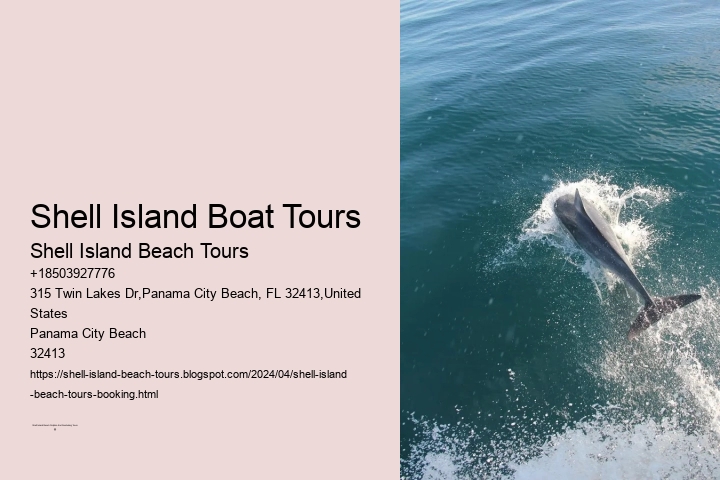 Shell Island Boat Tours
Shell Island Beach Tours
+18503927776
315 Twin Lakes Dr,Panama City Beach, FL 32413,United
States
Panama City Beach
32413
https://shell-island-beach-tours.blogspot.com/2024/04/shell-island
-beach-tours-booking.html